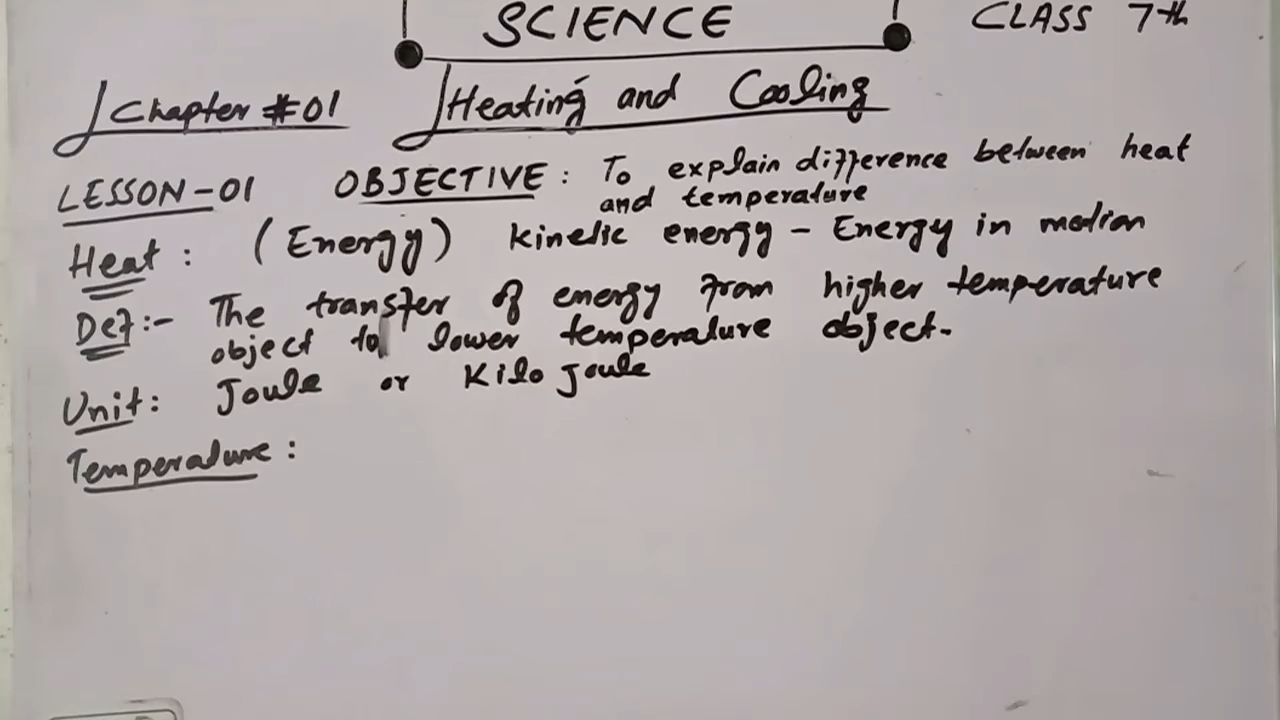 SCIENCE CLASS 7th
Chapter #01 Heating and Cooling
LESSON-01 OBJECTIVE: To explain difference between heat
and temperature
Heat: (Energy) Kinetic energy - Energy in motion
Def:- The transfer of energy from higher temperature
object to lower temperature object.
Unit: Joule or Kilo Joule
Temperature: